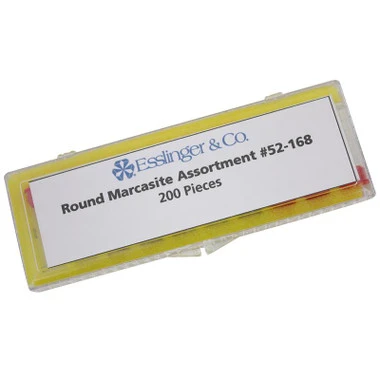 Esslinger & Co.
Round Marcasite Assortment #52-168
200 Pieces